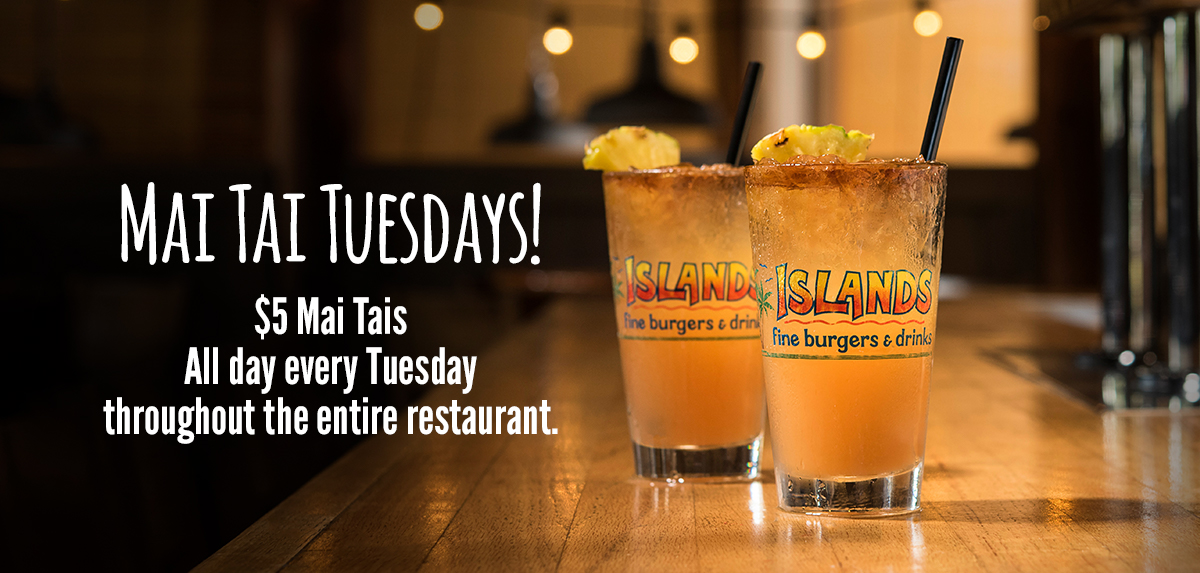 MAI TAI TUESDAYS!
$5 Mai Tais
All day every Tuesday
throughout the entire restaurant.
ISLANDS
fine burgers & drin
ISLANDS
fine burgers & drinks